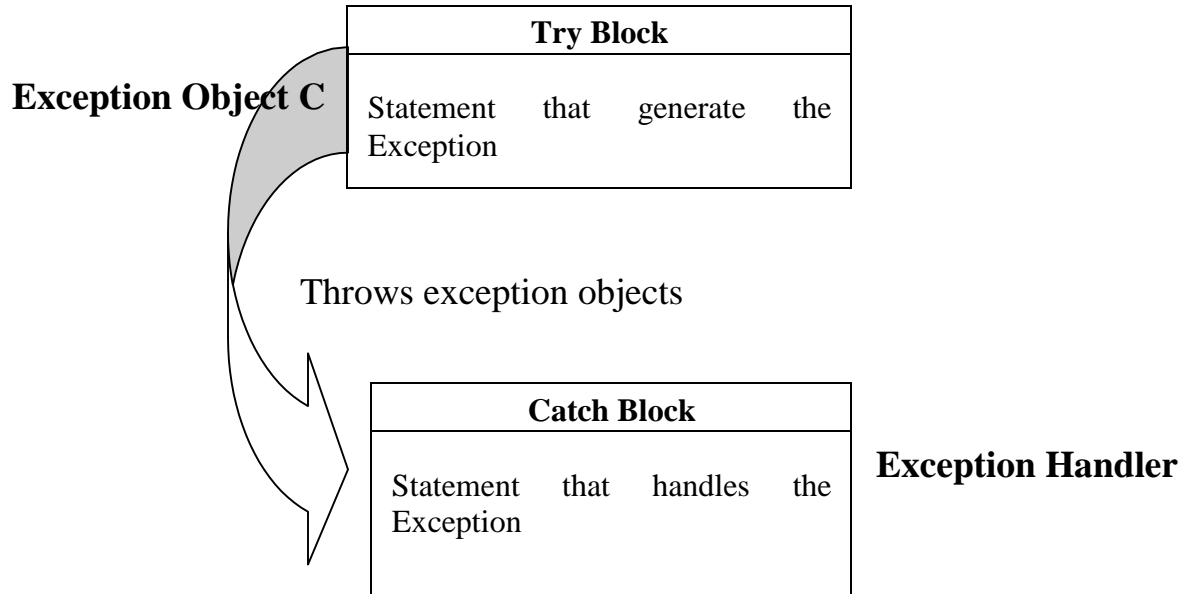 Try Block
Exception Object C
Statement that generate the
Exception
Throws exception objects
Catch Block
Exception Handler
Statement that handles the
Exception